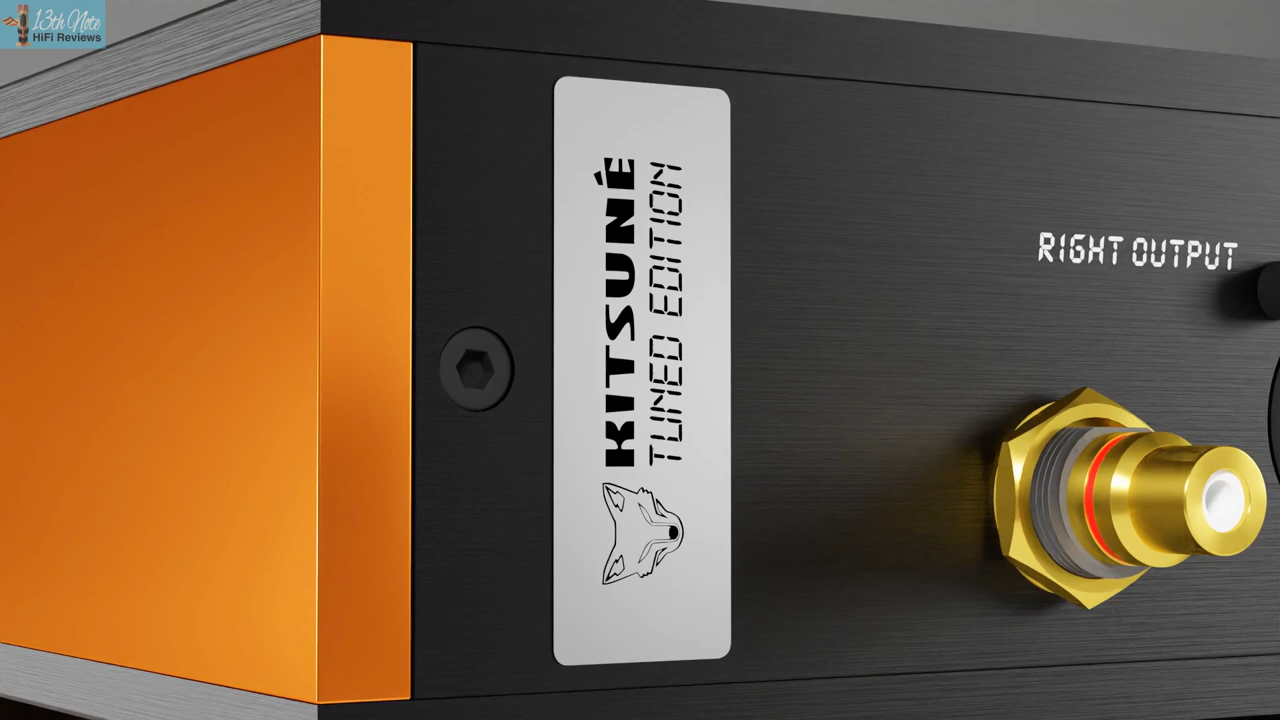 13th Note
HiFi Reviews
KITSUNÉ
TUNED EDITION
RIGHT OUTPUT